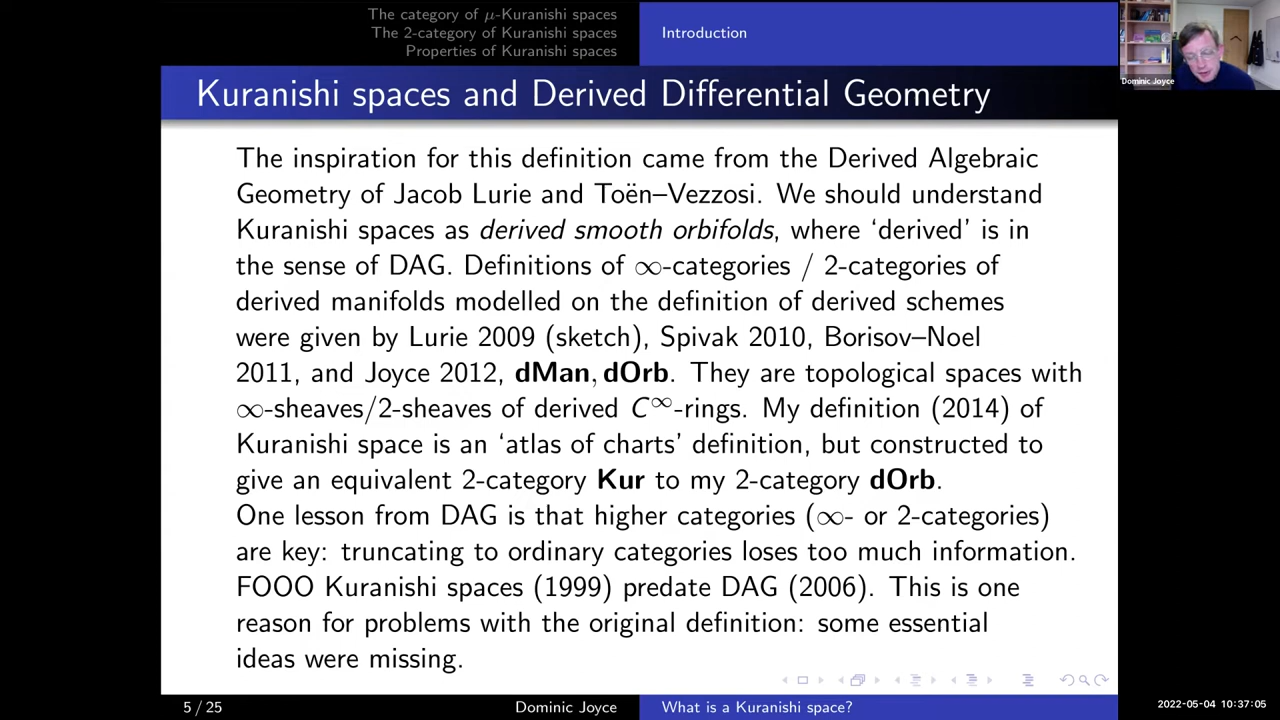 The category of μ-Kuranishi spaces
The 2-category of Kuranishi spaces
Properties of Kuranishi spaces
Introduction
Dominic Joyce
Kuranishi spaces and Derived Differential Geometry
The inspiration for this definition came from the Derived Algebraic
Geometry of Jacob Lurie and Toën–Vezzosi. We should understand
Kuranishi spaces as derived smooth orbifolds, where ‘derived’ is in
the sense of DAG. Definitions of ∞-categories / 2-categories of
derived manifolds modelled on the definition of derived schemes
were given by Lurie 2009 (sketch), Spivak 2010, Borisov–Noel
2011, and Joyce 2012, dMan, dOrb. They are topological spaces with
∞-sheaves/2-sheaves of derived C∞-rings. My definition (2014) of
Kuranishi space is an ‘atlas of charts’ definition, but constructed to
give an equivalent 2-category Kur to my 2-category dOrb.
One lesson from DAG is that higher categories (∞- or 2-categories)
are key: truncating to ordinary categories loses too much information.
FOOO Kuranishi spaces (1999) predate DAG (2006). This is one
reason for problems with the original definition: some essential
ideas were missing.
5 / 25
Dominic Joyce
What is a Kuranishi space?
2022-05-04 10:37:05